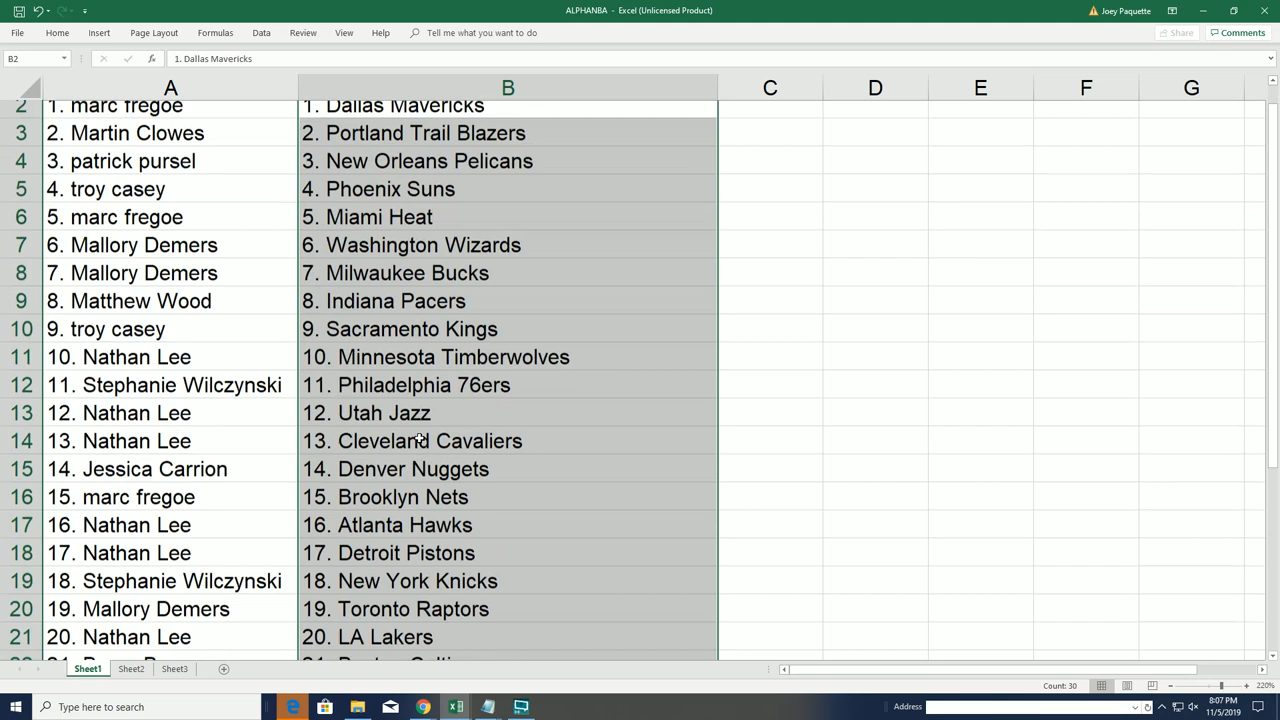 ALPHANBA - Excel (Unlicensed Product)
Joey Paquette
File Home Insert Page Layout Formulas Data Review View Help Tell me what you want to do
Share Comments
B2 fx 1. Dallas Mavericks
A B C D E F G
2 1. marc fregoe 1. Dallas Mavericks
3 2. Martin Clowes 2. Portland Trail Blazers
4 3. patrick pursel 3. New Orleans Pelicans
5 4. troy casey 4. Phoenix Suns
6 5. marc fregoe 5. Miami Heat
7 6. Mallory Demers 6. Washington Wizards
8 7. Mallory Demers 7. Milwaukee Bucks
9 8. Matthew Wood 8. Indiana Pacers
10 9. troy casey 9. Sacramento Kings
11 10. Nathan Lee 10. Minnesota Timberwolves
12 11. Stephanie Wilczynski 11. Philadelphia 76ers
13 12. Nathan Lee 12. Utah Jazz
14 13. Nathan Lee 13. Cleveland Cavaliers
15 14. Jessica Carrion 14. Denver Nuggets
16 15. marc fregoe 15. Brooklyn Nets
17 16. Nathan Lee 16. Atlanta Hawks
18 17. Nathan Lee 17. Detroit Pistons
19 18. Stephanie Wilczynski 18. New York Knicks
20 19. Mallory Demers 19. Toronto Raptors
21 20. Nathan Lee 20. LA Lakers
Sheet1 Sheet2 Sheet3
Count: 30 220%
Type here to search
Address
8:07 PM
11/5/2019